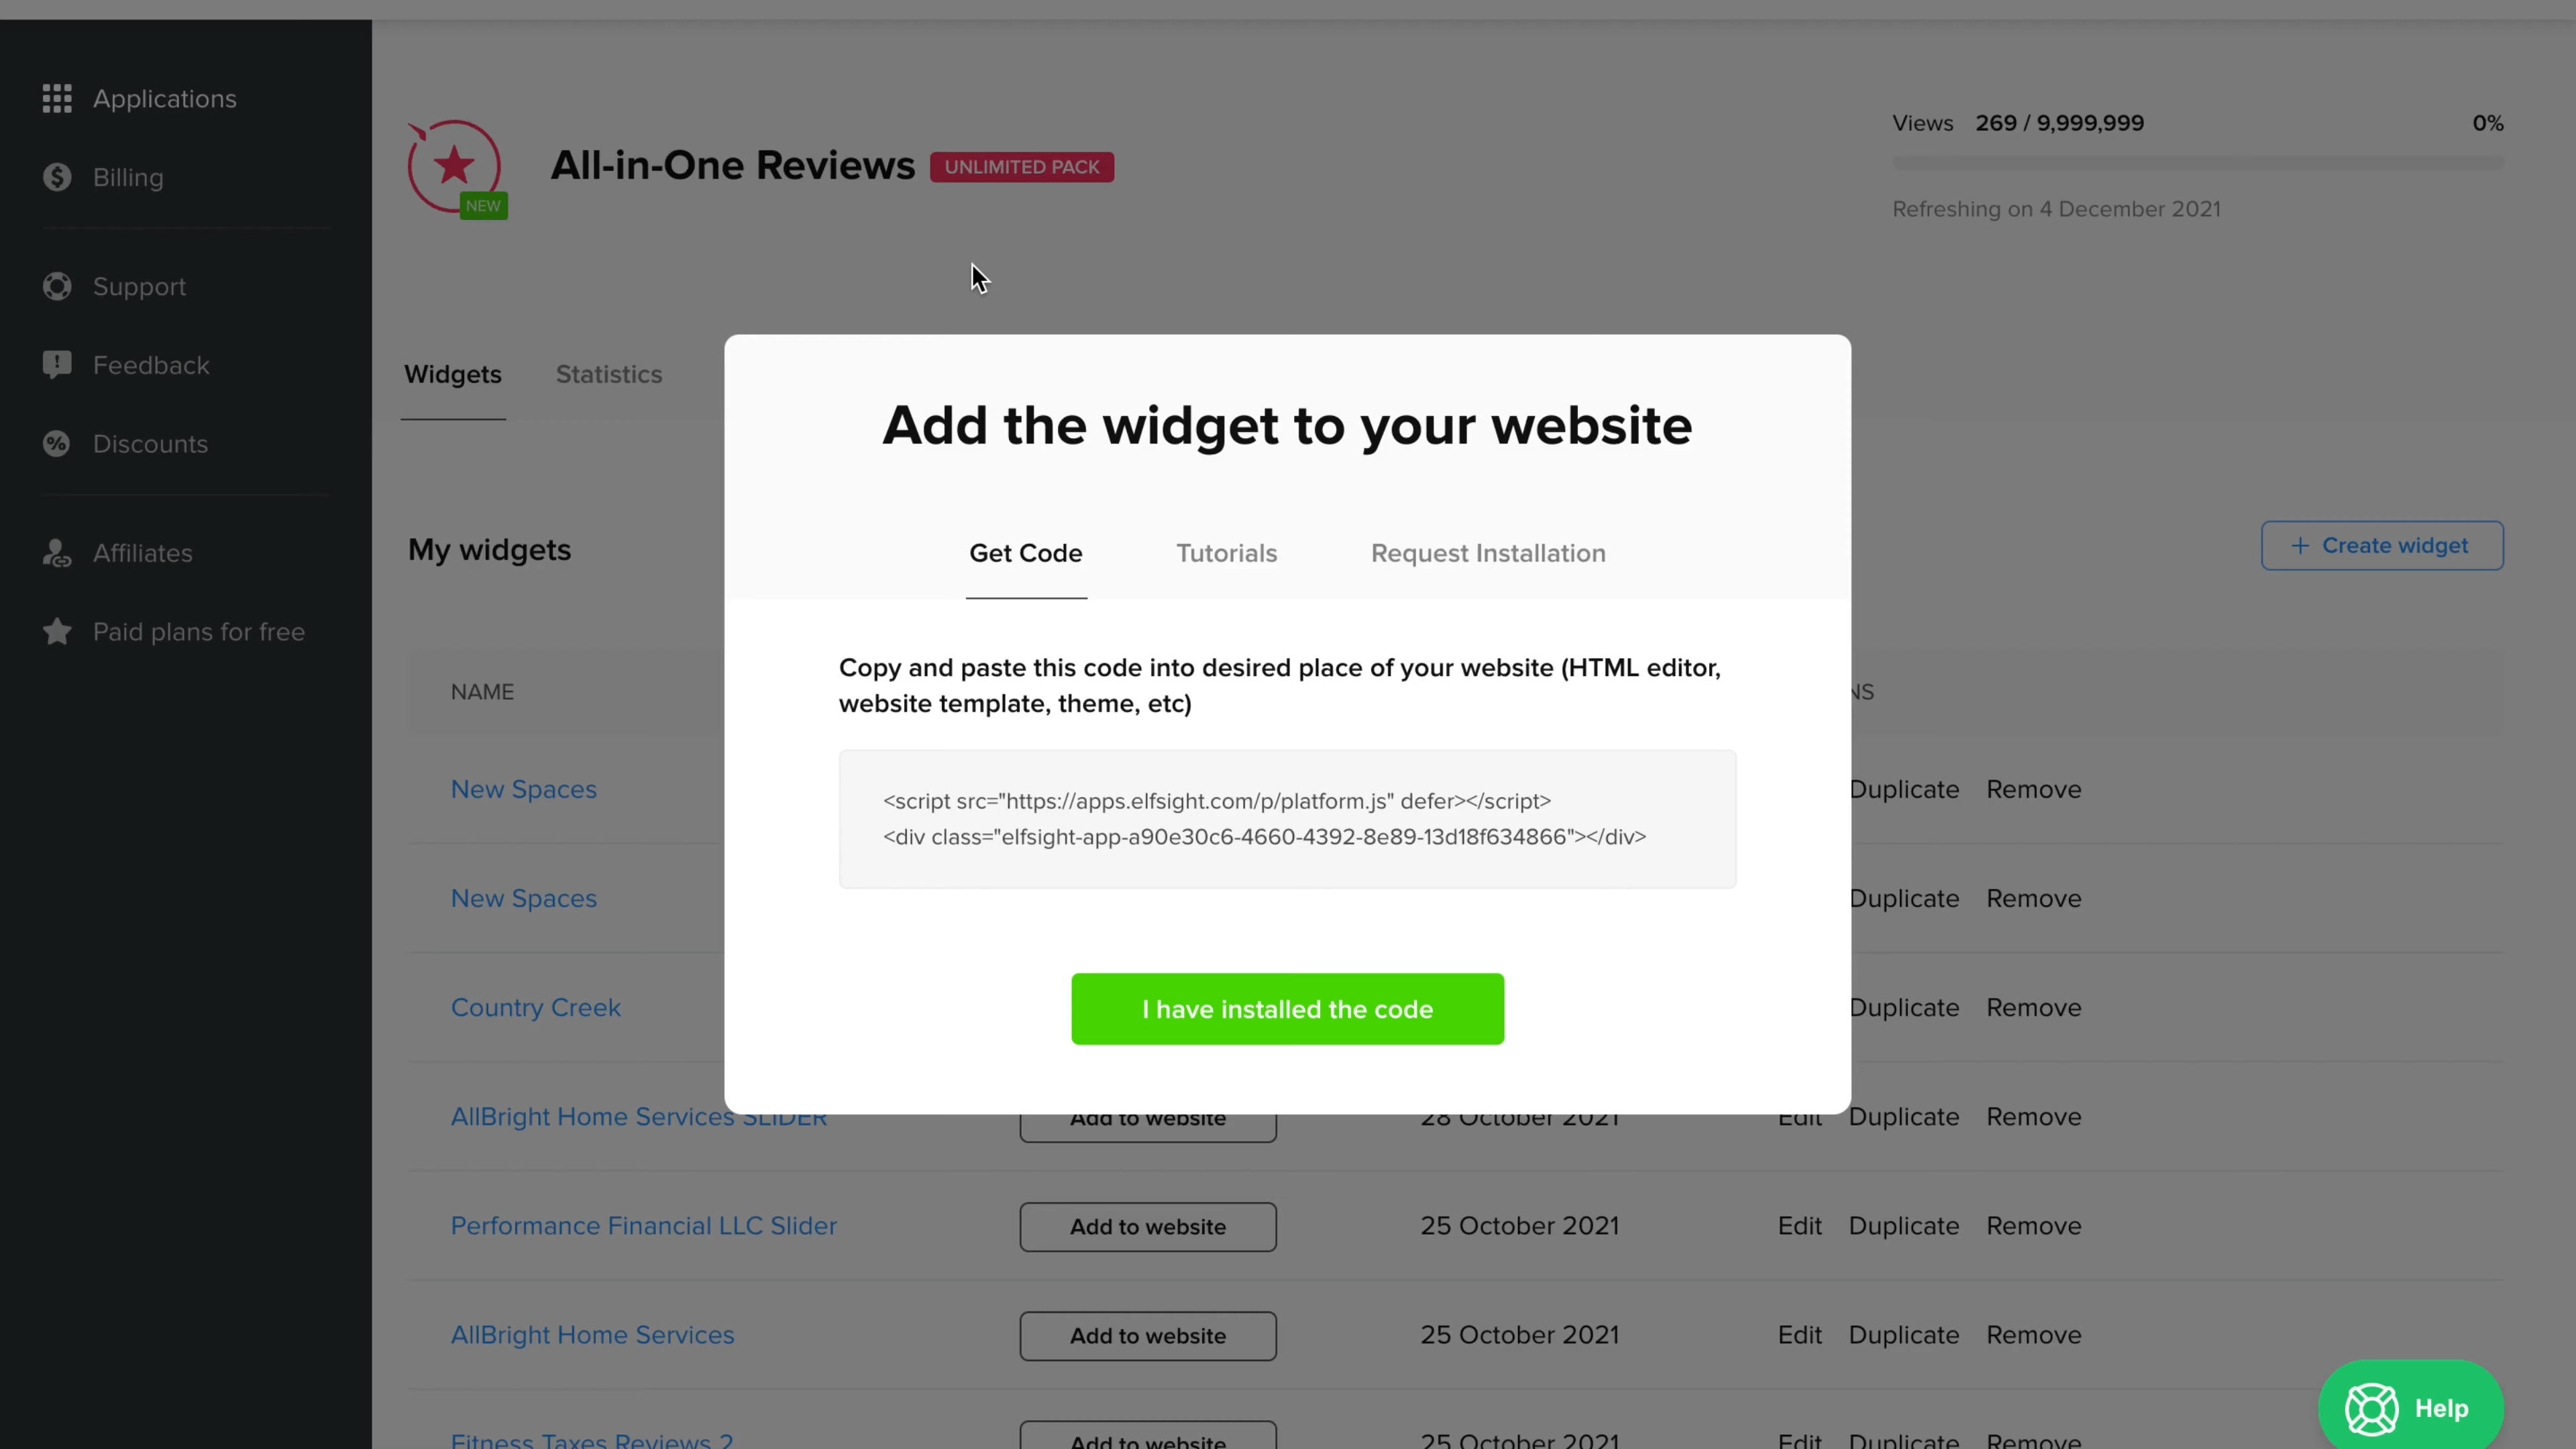 Applications
Billing
Support
Feedback
Discounts
Affiliates
Paid plans for free
NEW
All-in-One Reviews UNLIMITED PACK
Views 269 / 9,999,999 0%
Refreshing on 4 December 2021
Widgets Statistics
My widgets
+ Create widget
Add the widget to your website
Get Code Tutorials Request Installation
Copy and paste this code into desired place of your website (HTML editor,
website template, theme, etc)
<script src="https://apps.elfsight.com/p/platform.js" defer></script>
<div class="elfsight-app-a90e30c6-4660-4392-8e89-13d18f634866"></div>
I have installed the code
NAME NS
New Spaces Duplicate Remove
New Spaces Duplicate Remove
Country Creek Duplicate Remove
AllBright Home Services SLIDER Add to website 28 October 2021 Edit Duplicate Remove
Performance Financial LLC Slider Add to website 25 October 2021 Edit Duplicate Remove
AllBright Home Services Add to website 25 October 2021 Edit Duplicate Remove
Fitness Taxes Reviews 2 Add to website 25 October 2021 Edit Duplicate Remove
Help